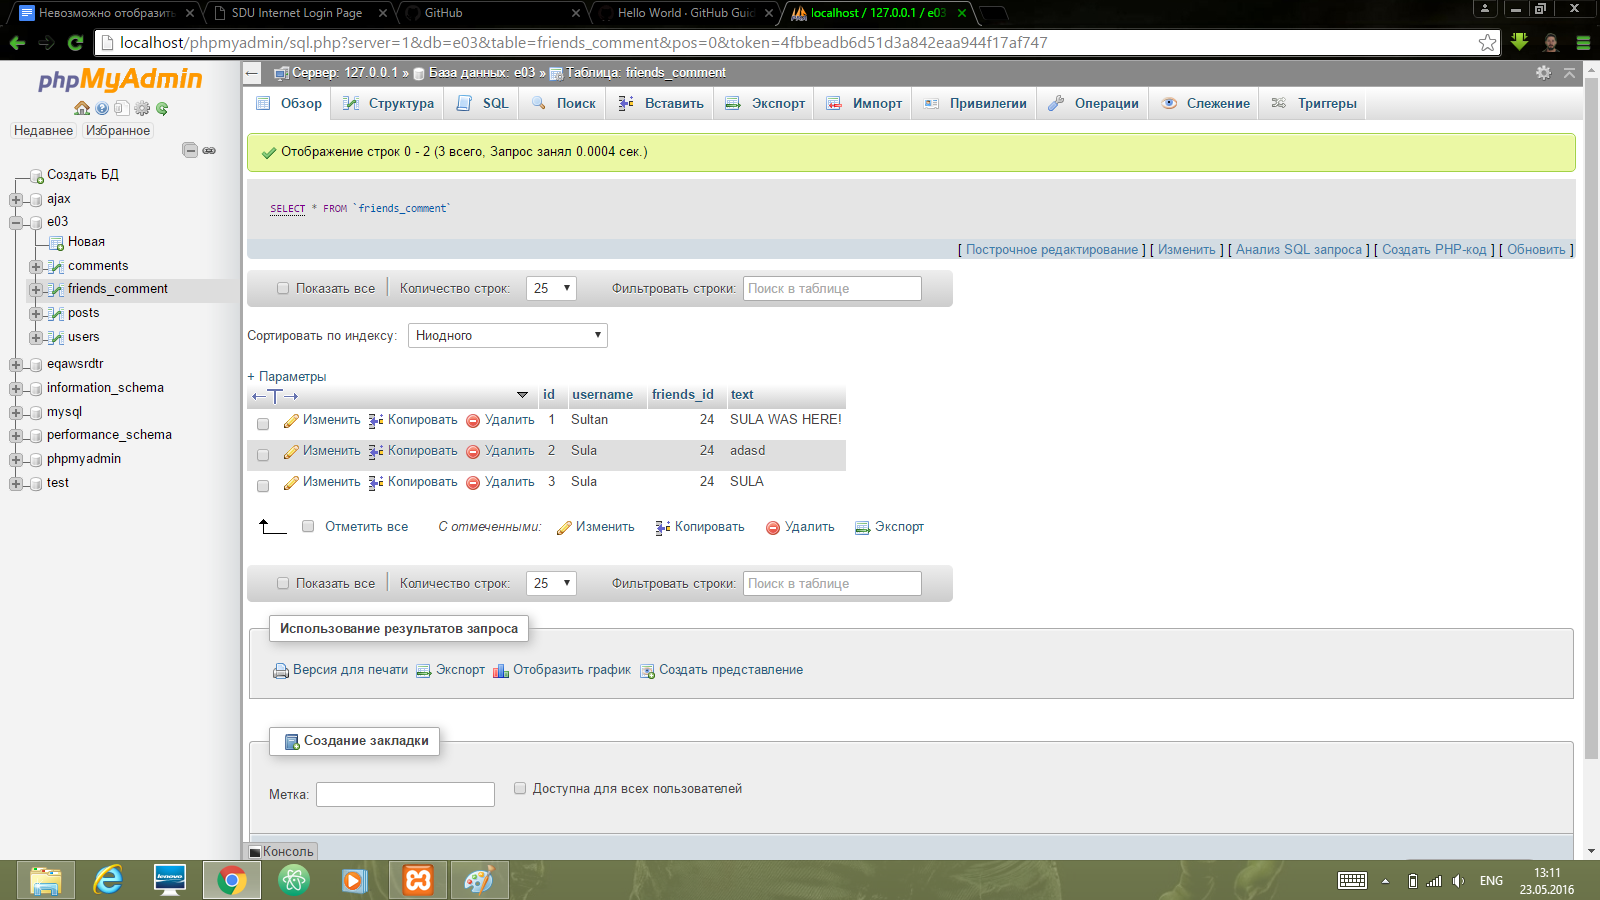 Невозможно отобразить
SDU Internet Login Page
GitHub
Hello World · GitHub Guid
localhost / 127.0.0.1 / e03
localhost/phpmyadmin/sql.php?server=1&db=e03&table=friends_comment&pos=0&token=4fbbeadb6d51d3a842eaa944f17af747
phpMyAdmin
Недавнее Избранное
Создать БД
ajax
e03
Новая
comments
friends_comment
posts
users
eqawsrdtr
information_schema
mysql
performance_schema
phpmyadmin
test
Сервер: 127.0.0.1 » База данных: e03 » Таблица: friends_comment
Обзор Структура SQL Поиск Вставить Экспорт Импорт Привилегии Операции Слежение Триггеры
Отображение строк 0 - 2 (3 всего, Запрос занял 0.0004 сек.)
SELECT * FROM `friends_comment`
[ Построчное редактирование ] [ Изменить ] [ Анализ SQL запроса ] [ Создать PHP-код ] [ Обновить ]
Показать все Количество строк: 25 Фильтровать строки: Поиск в таблице
Сортировать по индексу: Ниодного
+ Параметры
←T→ id username friends_id text
Изменить Копировать Удалить 1 Sultan 24 SULA WAS HERE!
Изменить Копировать Удалить 2 Sula 24 adasd
Изменить Копировать Удалить 3 Sula 24 SULA
Отметить все С отмеченными: Изменить Копировать Удалить Экспорт
Показать все Количество строк: 25 Фильтровать строки: Поиск в таблице
Использование результатов запроса
Версия для печати Экспорт Отобразить график Создать представление
Создание закладки
Метка: Доступна для всех пользователей
Консоль
lenovo
ENG
13:11
23.05.2016